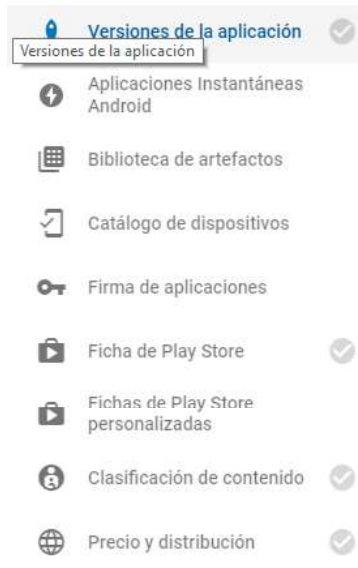 Versiones de la aplicación
Versiones de la aplicación
Aplicaciones Instantáneas
Android
Biblioteca de artefactos
Catálogo de dispositivos
Firma de aplicaciones
Ficha de Play Store
Fichas de Play Store
personalizadas
Clasificación de contenido
Precio y distribución